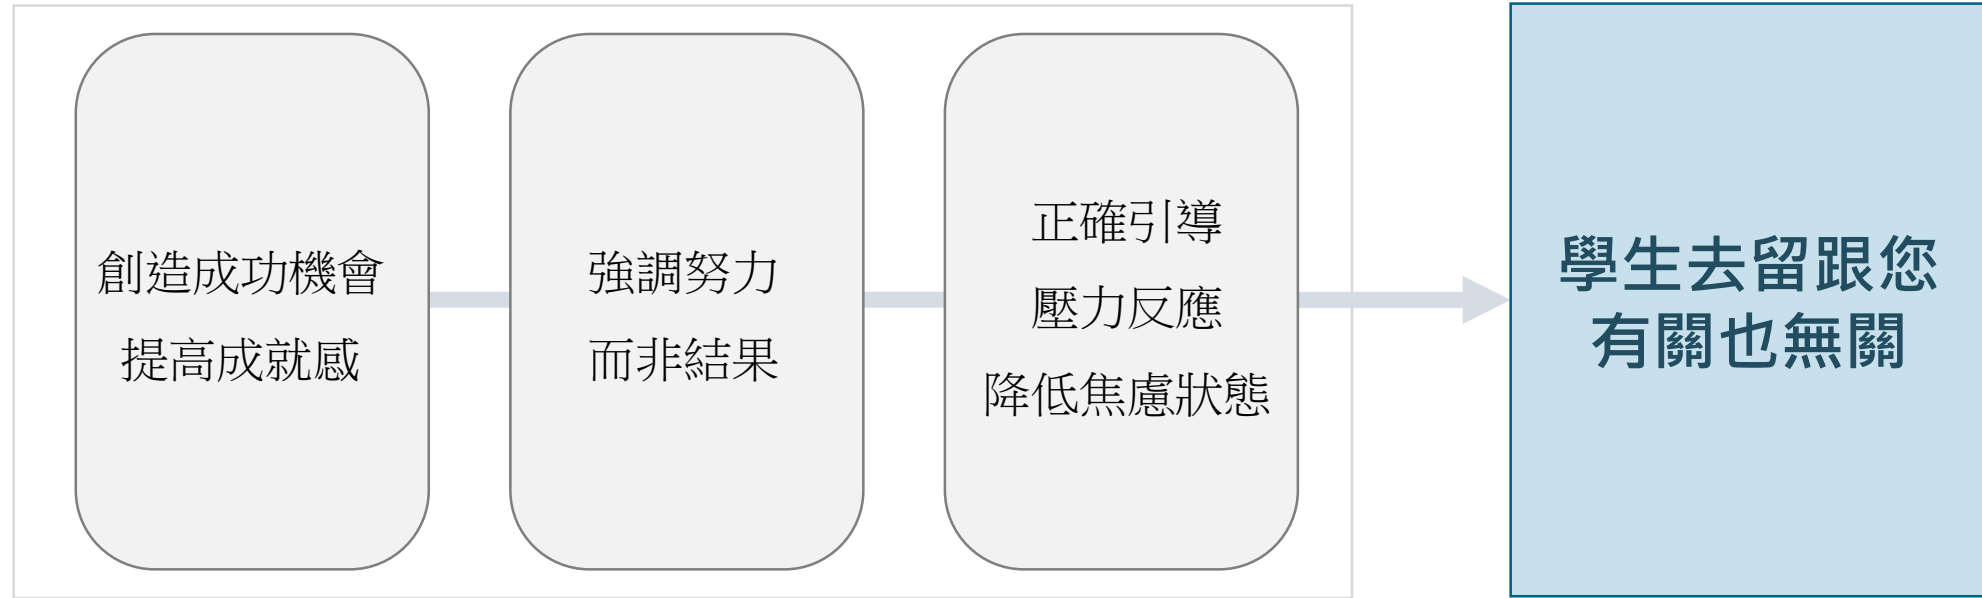 創造成功機會
提高成就感
強調努力
而非結果
正確引導
壓力反應
降低焦慮狀態
學生去留跟您
有關也無關